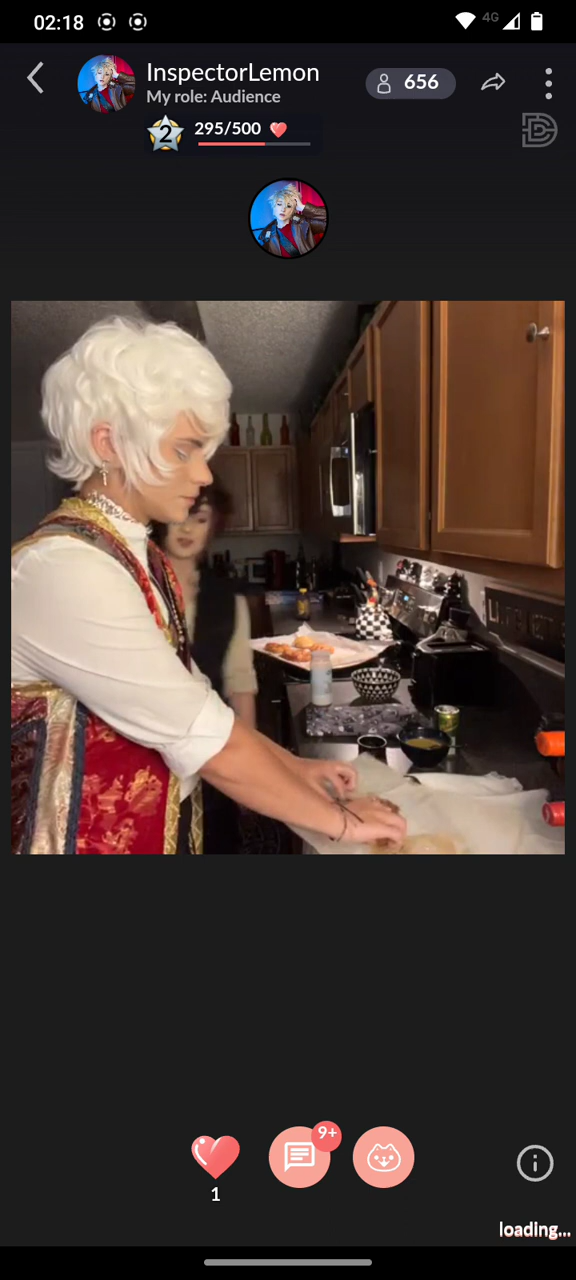 02:18
4G
InspectorLemon
656
My role: Audience
2
295/500
9+
1
loading...